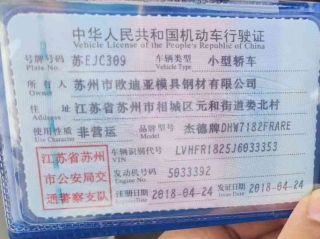 中华人民共和国机动车行驶证
Vehicle License of the People's Republic of China
号牌号码 苏EJC309 车辆类型 小型轿车
Plate No. Vehicle Type
所有人 苏州市欧迪亚模具钢材有限公司
Owner
住址 江苏省苏州市相城区元和街道娄北村
Address
使用性质 非营运 品牌型号 杰德牌DHW7182FRARE
Use Character Model
江苏省苏州市公安局交通警察支队
车辆识别代号 LVHFR1825J6033353
VIN
发动机号码 5033392
Engine No.
注册日期 2018-04-24 发证日期 2018-04-24
Register Date Issue Date